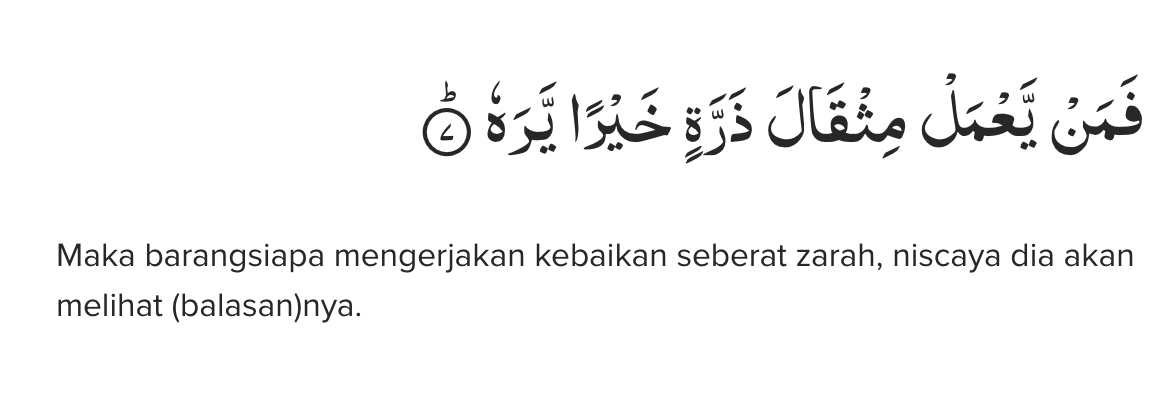 فَمَنْ يَّعْمَلْ مِثْقَالَ ذَرَّةٍ خَيْرًا يَّرَهٗ ۗ ٧
Maka barangsiapa mengerjakan kebaikan seberat zarah, niscaya dia akan
melihat (balasan)nya.